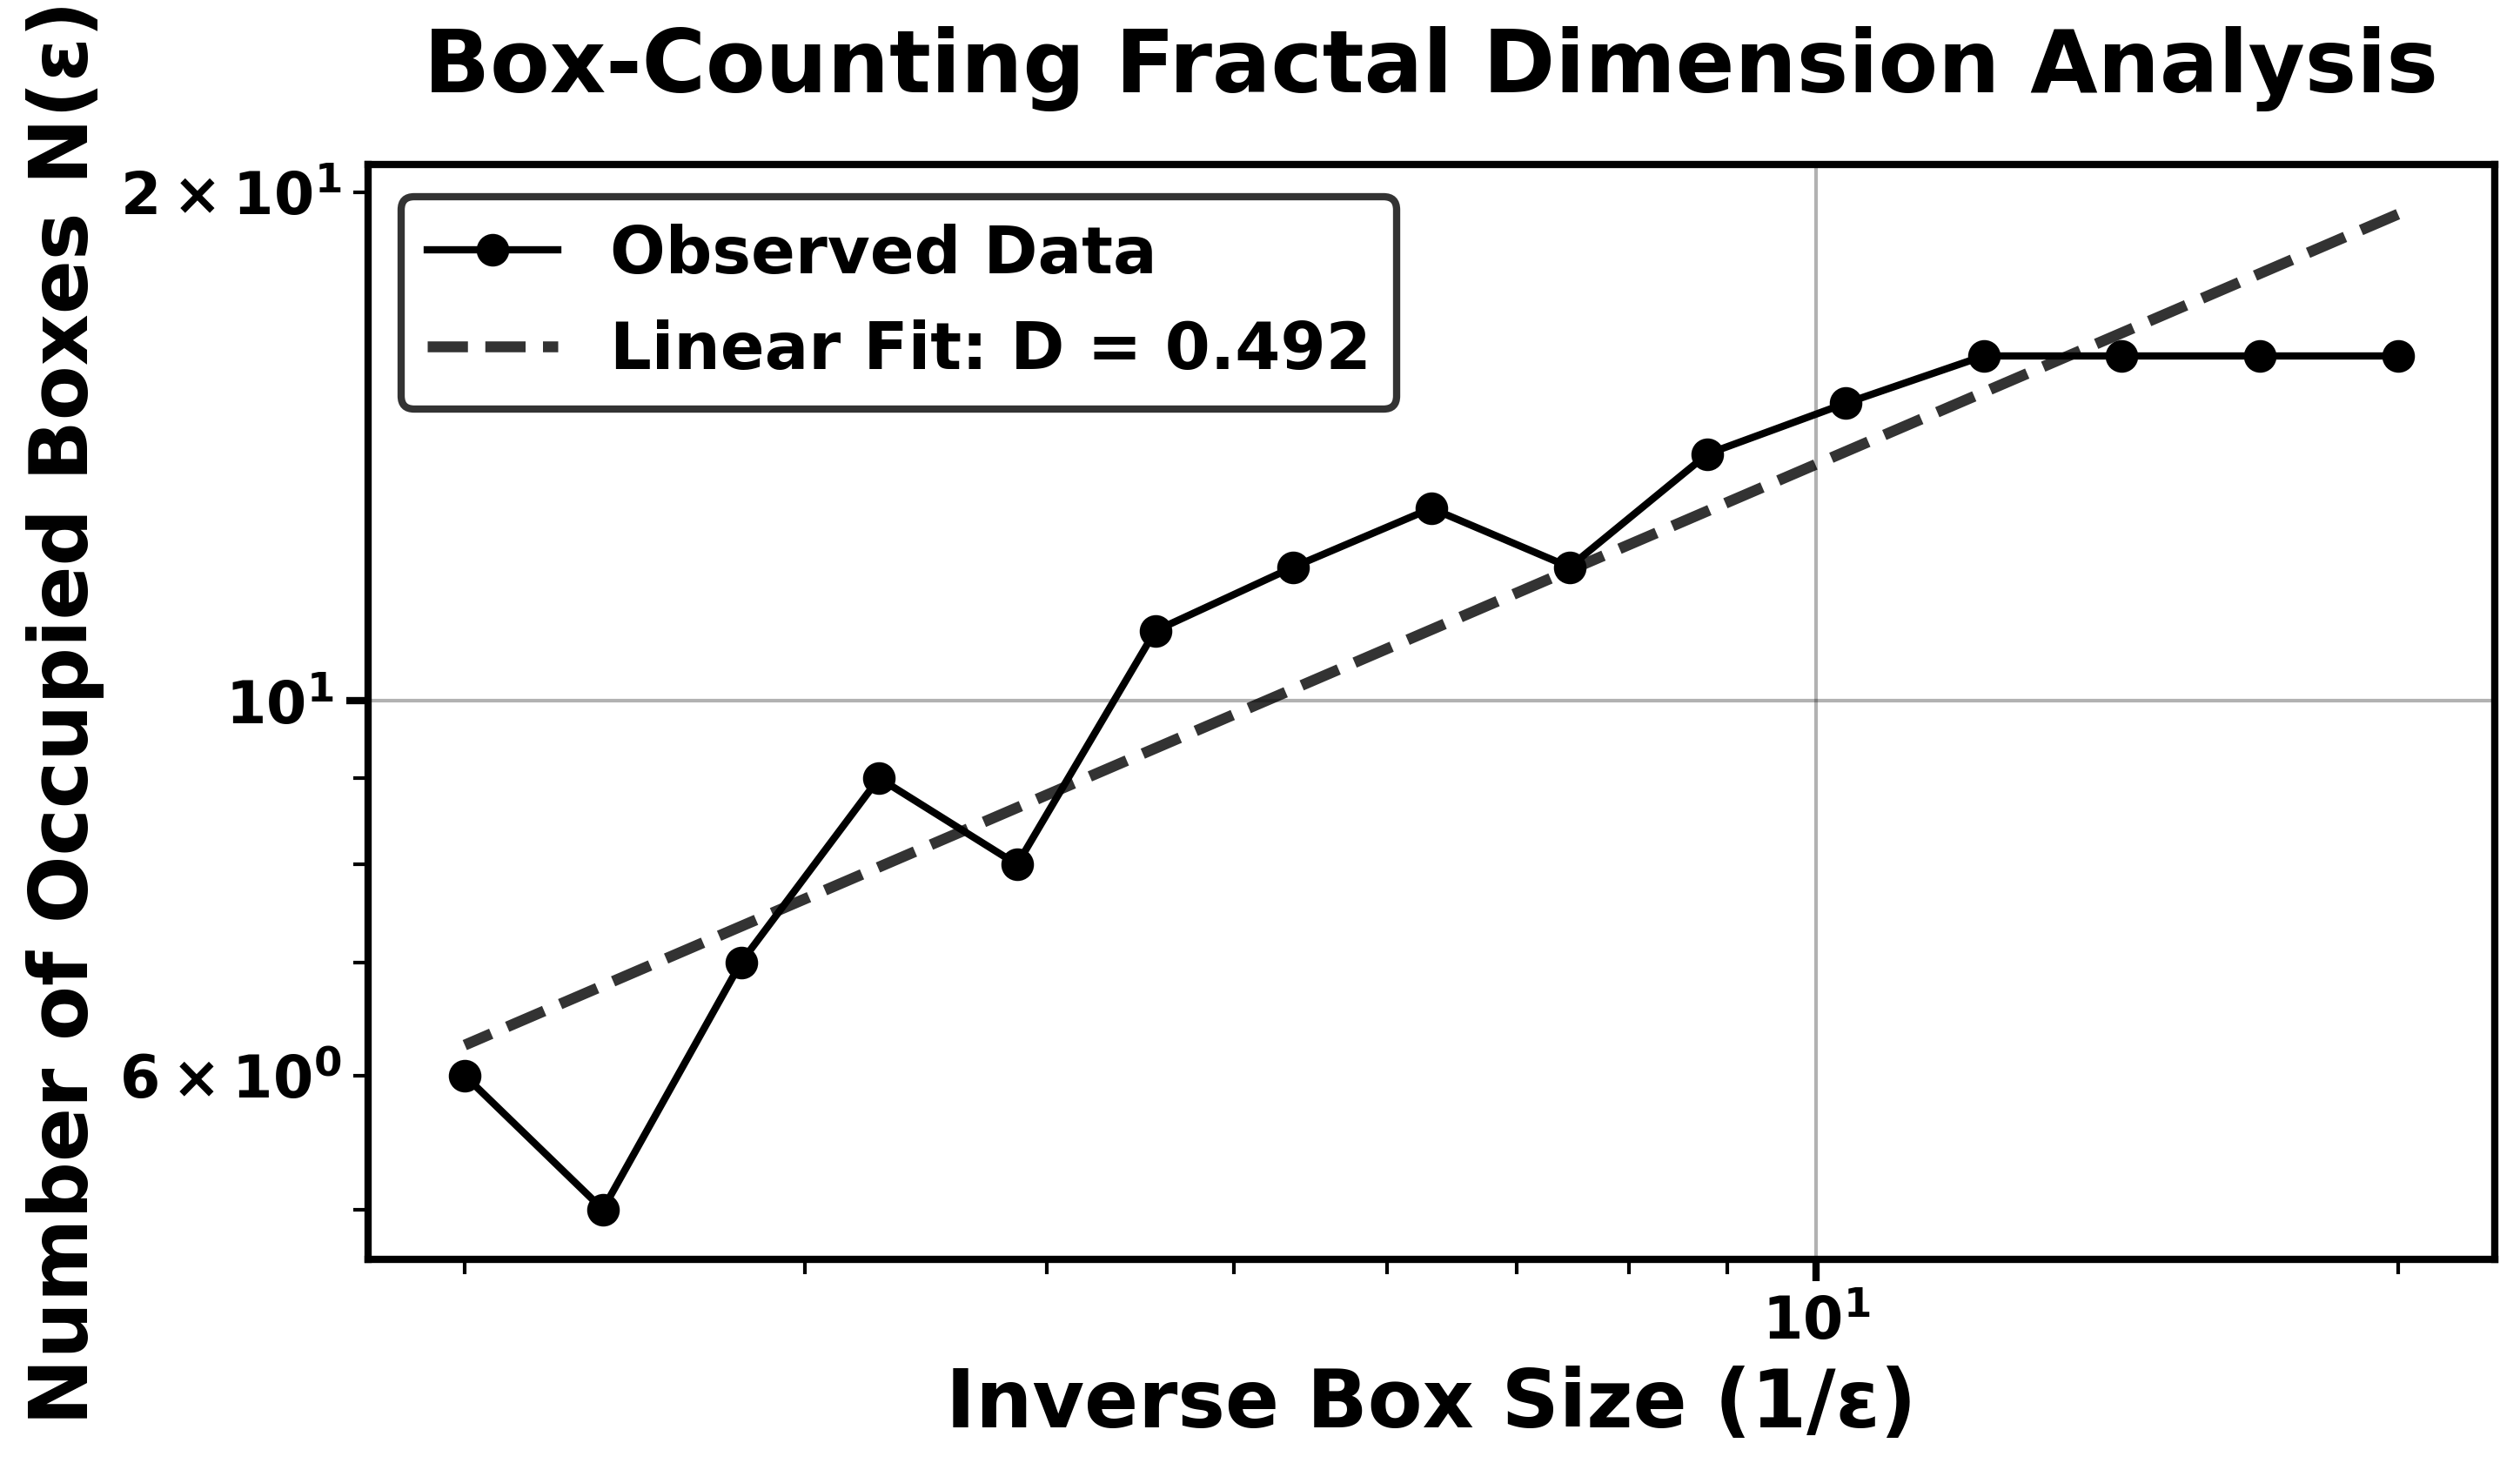 Box-Counting Fractal Dimension Analysis
Number of Occupied Boxes N(ε)
2 × 10¹
10¹
6 × 10⁰
Observed Data
Linear Fit: D = 0.492
10¹
Inverse Box Size (1/ε)